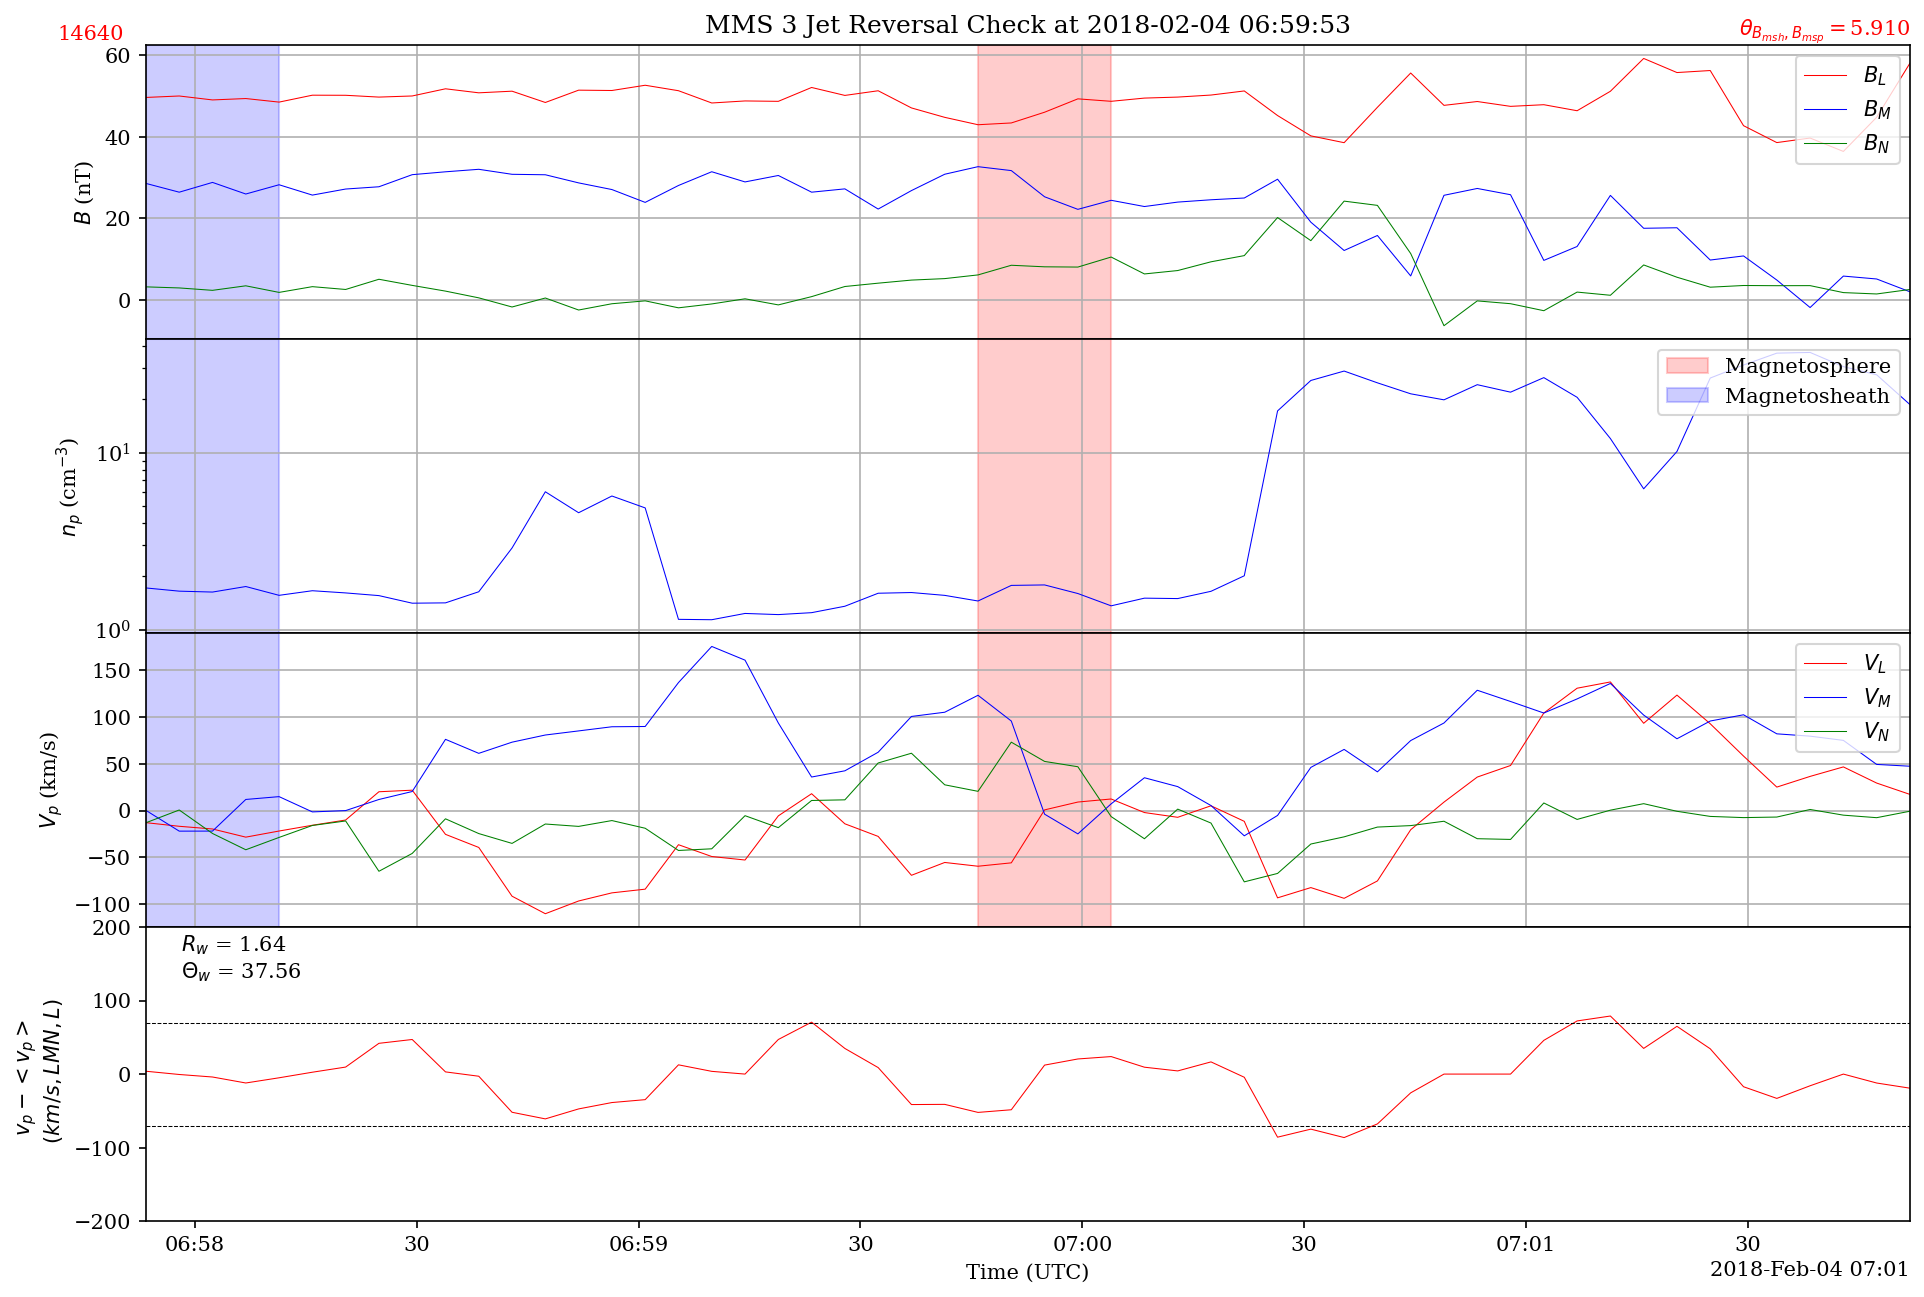 14640
MMS 3 Jet Reversal Check at 2018-02-04 06:59:53
θ_{B_{msh}, B_{msp}} = 5.910
60
40
20
0
B (nT)
B_L
B_M
B_N
10^1
10^0
n_p (cm^{−3})
Magnetosphere
Magnetosheath
150
100
50
0
−50
−100
V_p (km/s)
V_L
V_M
V_N
200
100
0
−100
−200
v_p − < v_p >
(km/s, LMN, L)
R_w = 1.64
Θ_w = 37.56
06:58
30
06:59
30
07:00
30
07:01
30
Time (UTC)
2018-Feb-04 07:01